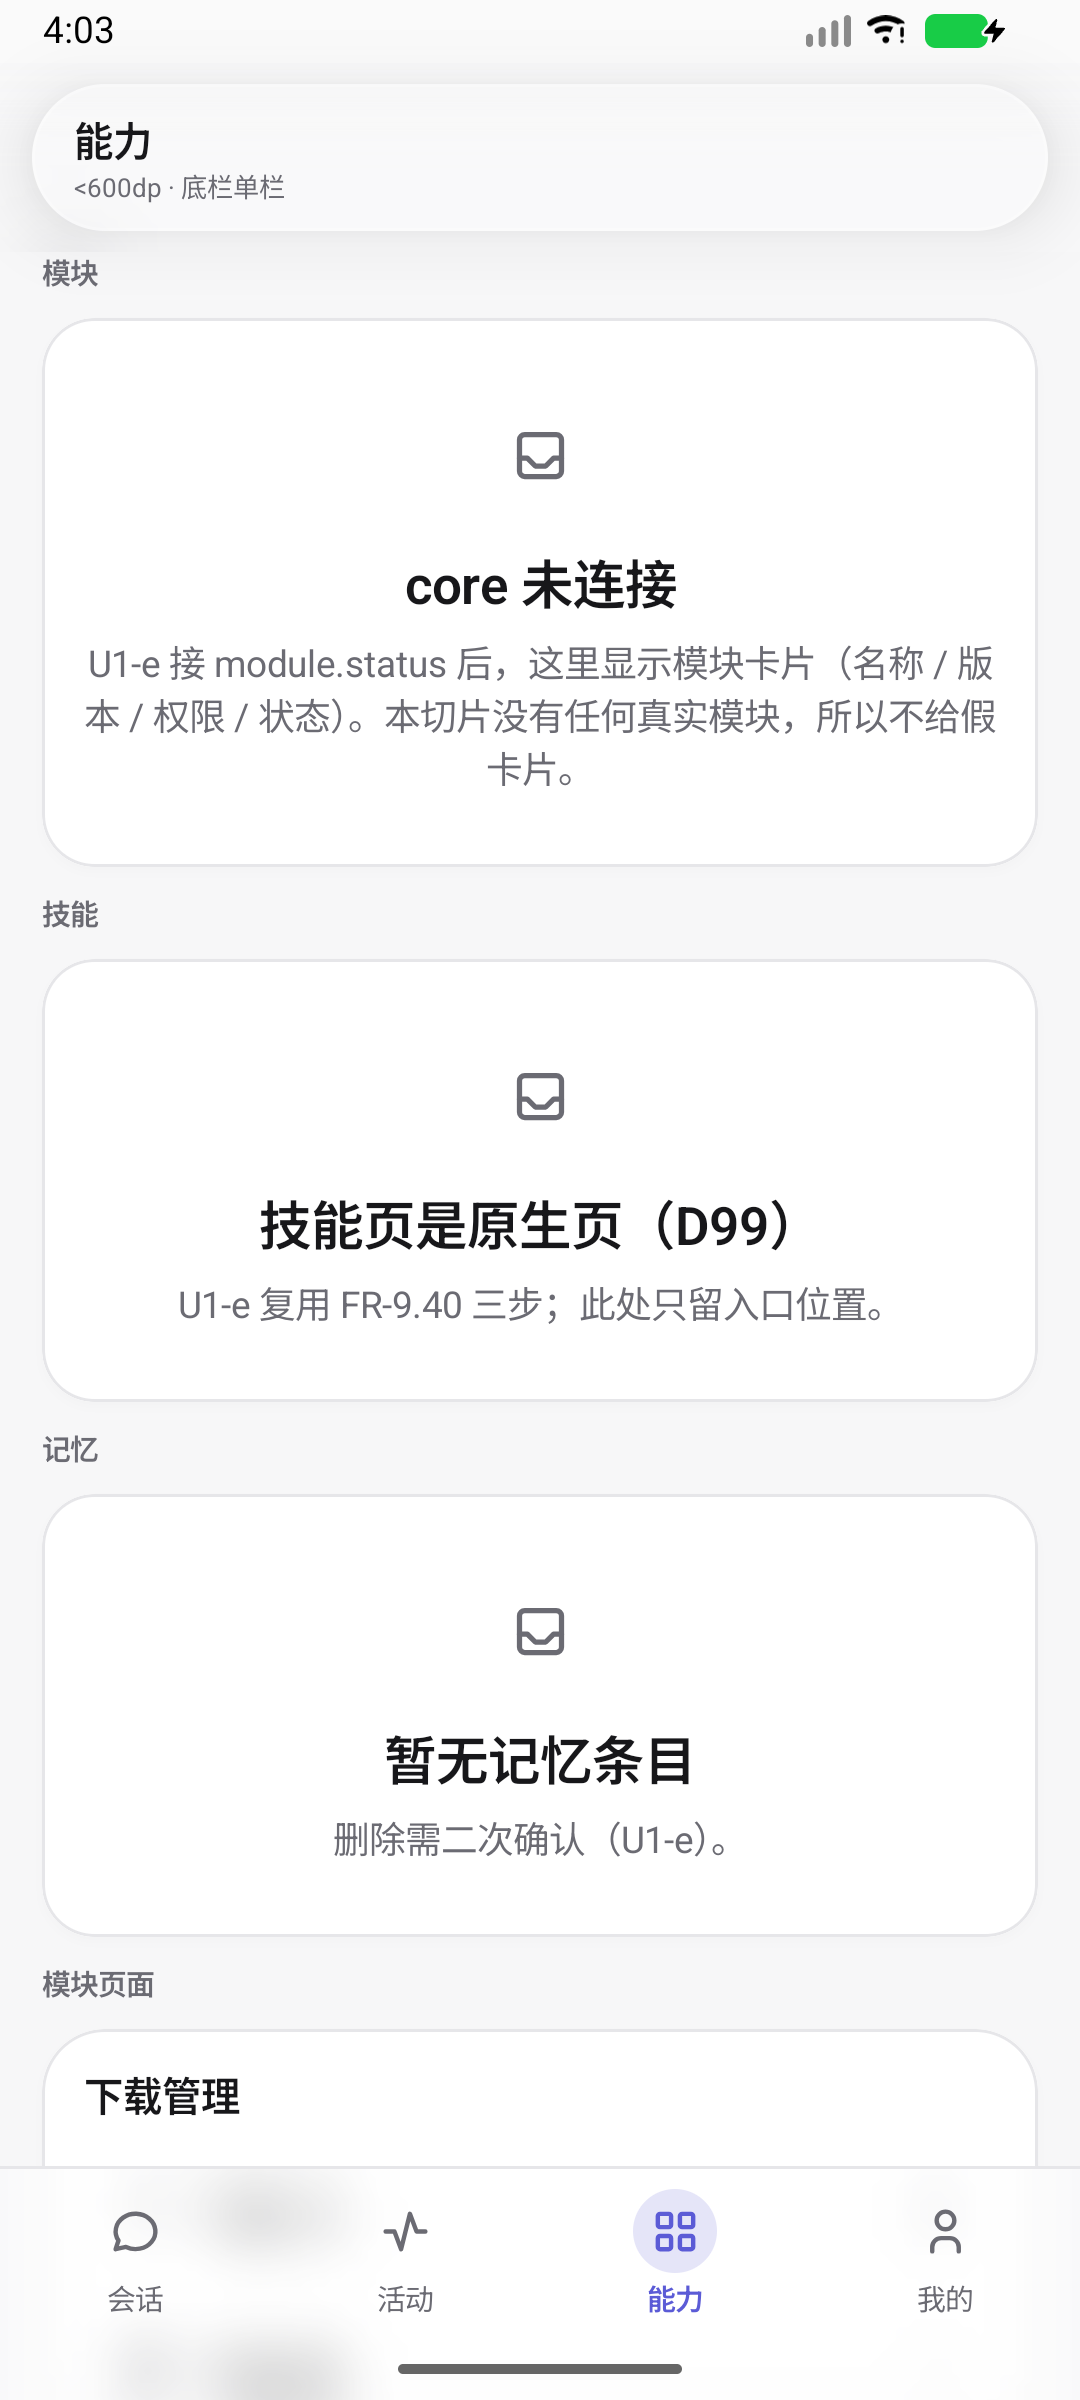 4:03
能力
<600dp · 底栏单栏
模块
core 未连接
U1-e 接 module.status 后，这里显示模块卡片（名称 / 版
本 / 权限 / 状态）。本切片没有任何真实模块，所以不给假
卡片。
技能
技能页是原生页（D99）
U1-e 复用 FR-9.40 三步；此处只留入口位置。
记忆
暂无记忆条目
删除需二次确认（U1-e）。
模块页面
下载管理
会话
活动
能力
我的